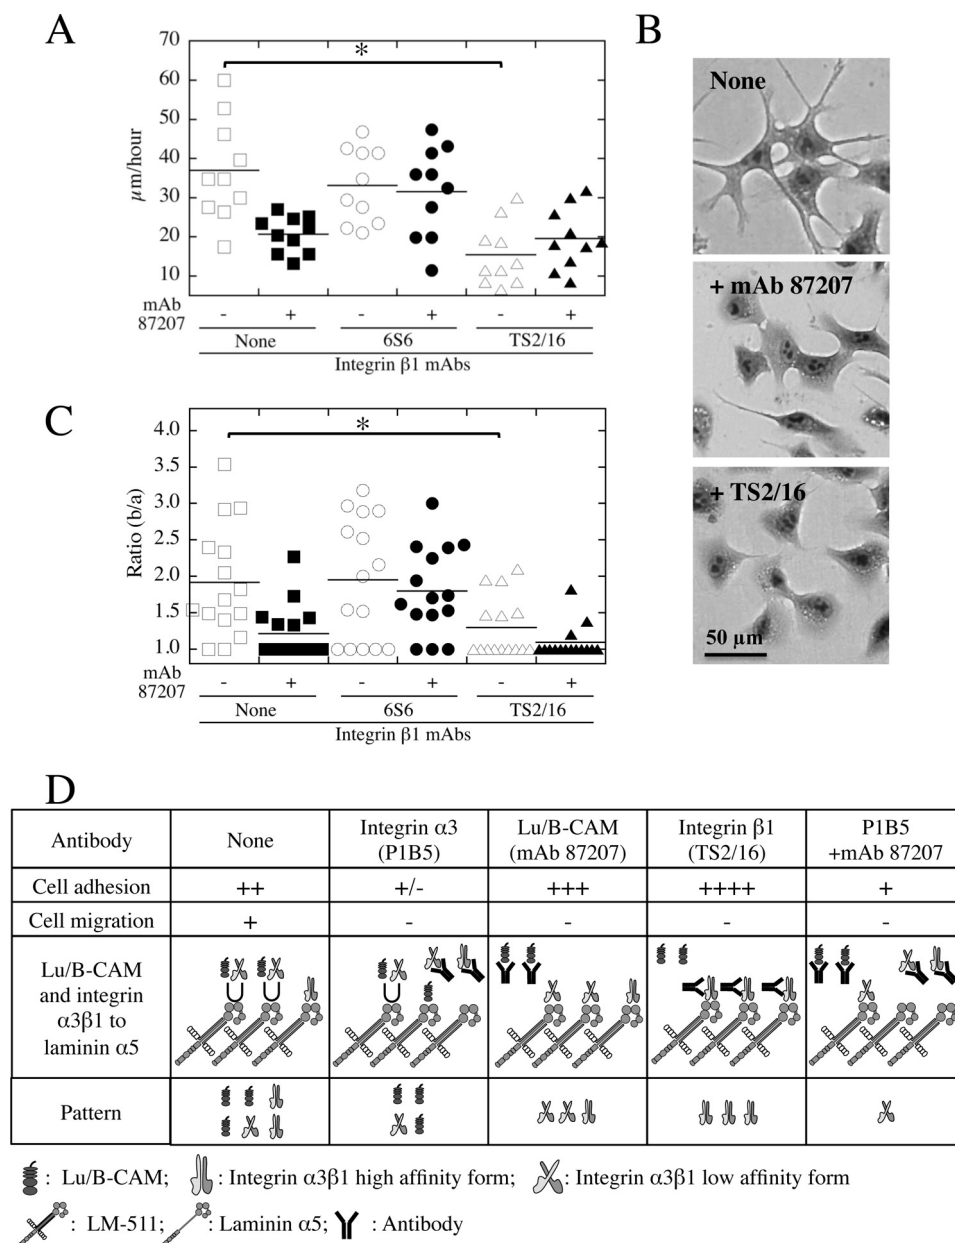 A
B
70
60
50
40
30
20
10
μm/hour
*
mAb
87207
- + - + - +
None 6S6 TS2/16
Integrin β1 mAbs
None
+ mAb 87207
+ TS2/16
50 μm
C
4.0
3.5
3.0
2.5
2.0
1.5
1.0
Ratio (b/a)
*
mAb
87207
- + - + - +
None 6S6 TS2/16
Integrin β1 mAbs
D
Antibody None Integrin α3 Lu/B-CAM Integrin β1 P1B5
(P1B5) (mAb 87207) (TS2/16) +mAb 87207
Cell adhesion ++ +/- +++ ++++ +
Cell migration + - - - -
Lu/B-CAM
and integrin
α3β1 to
laminin α5
Pattern
: Lu/B-CAM; : Integrin α3β1 high affinity form; : Integrin α3β1 low affinity form
: LM-511; : Laminin α5; : Antibody